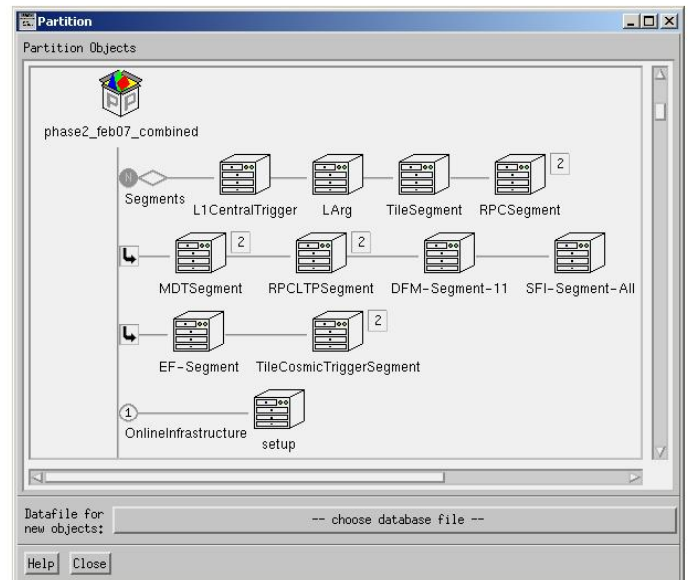 Partition
Partition Objects
PP
phase2_feb07_combined
N
Segments
L1CentralTrigger
LArg
TileSegment
RPCSegment
2
MDTSegment
2
RPCLTPSegment
2
DFM-Segment-11
SFI-Segment-All
EF-Segment
TileCosmicTriggerSegment
2
1
OnlineInfrastructure
setup
Datafile for
new objects:
-- choose database file --
Help
Close